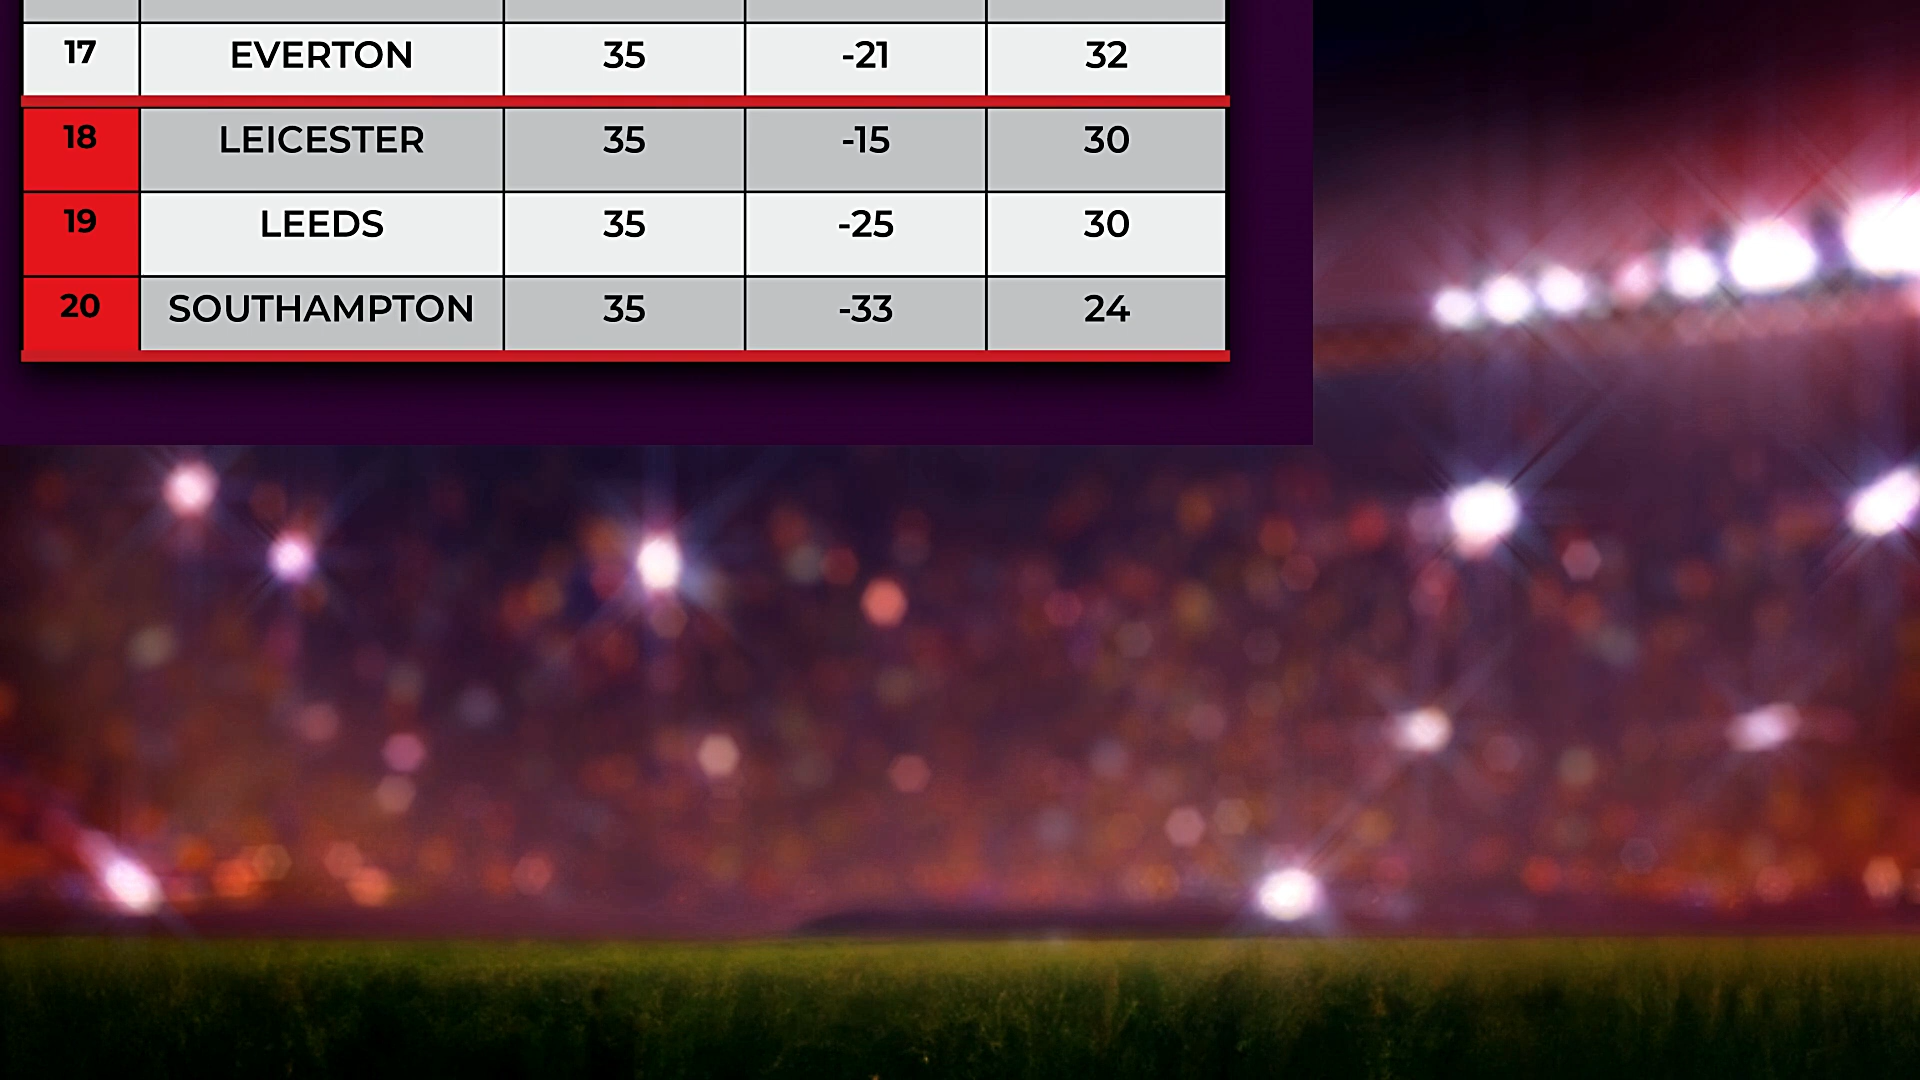 17 EVERTON 35 -21 32
18 LEICESTER 35 -15 30
19 LEEDS 35 -25 30
20 SOUTHAMPTON 35 -33 24